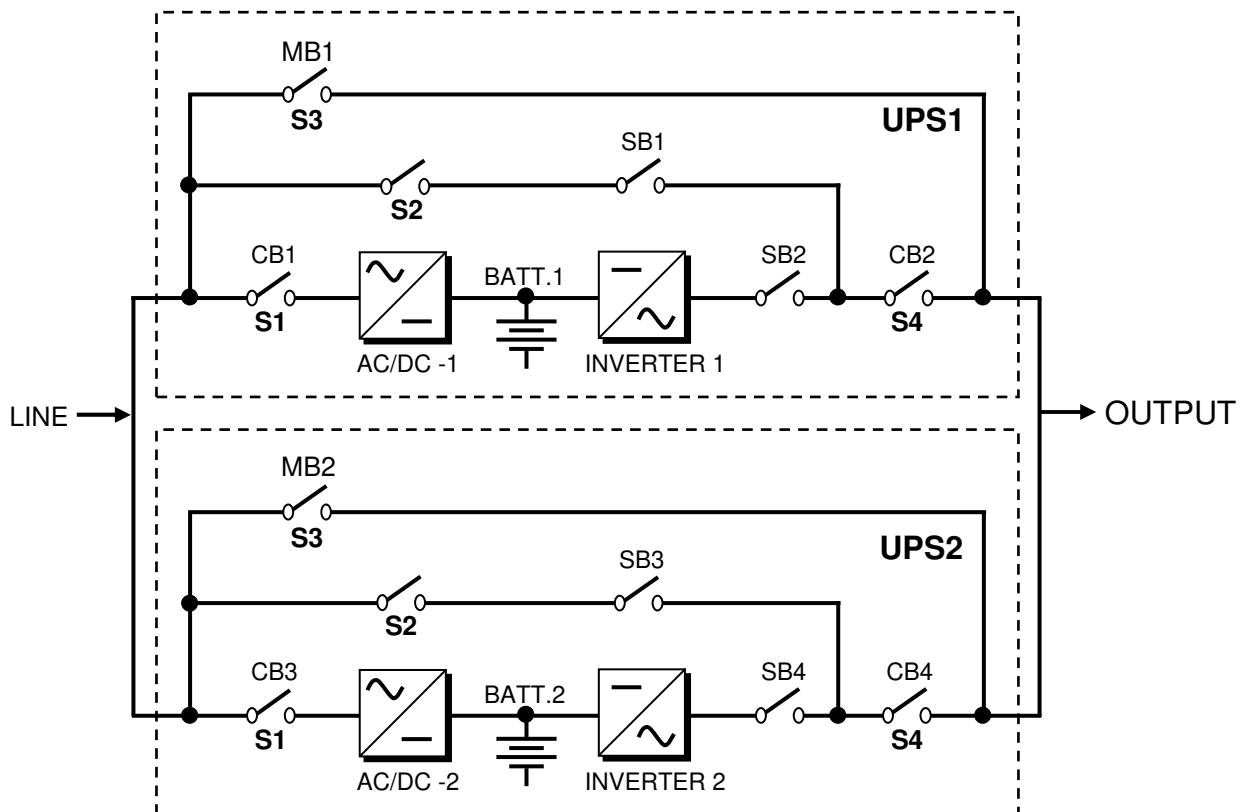 MB1
S3
UPS1
SB1
S2
CB1
S1
BATT.1
SB2
CB2
S4
AC/DC -1
INVERTER 1
LINE
OUTPUT
MB2
S3
UPS2
SB3
S2
CB3
S1
BATT.2
SB4
CB4
S4
AC/DC -2
INVERTER 2